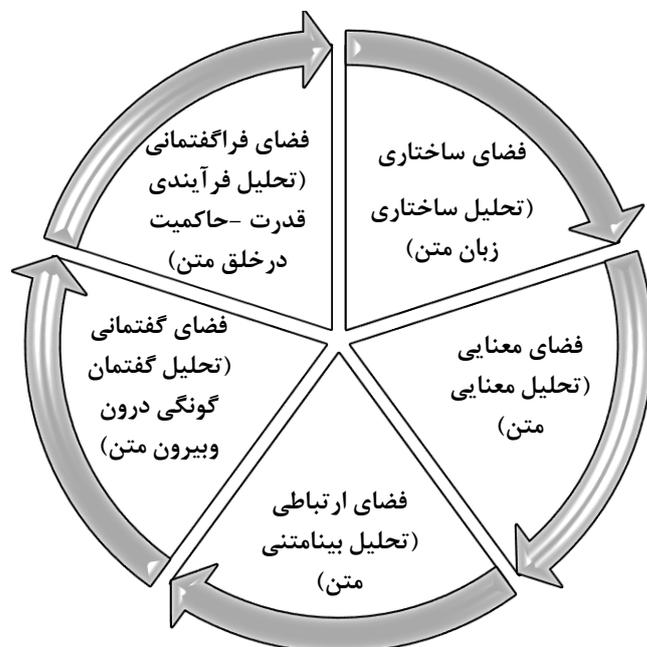 فضای ساختاری
(تحلیل ساختاری
زبان متن)
فضای معنایی
(تحلیل معنایی
متن)
فضای ارتباطی
(تحلیل بینامتنی
متن)
فضای گفتمانی
(تحلیل گفتمان
گونگی درون
وبیرون متن)
فضای فراگفتمانی
(تحلیل فرآیندی
قدرت -حاکمیت
درخلق متن)